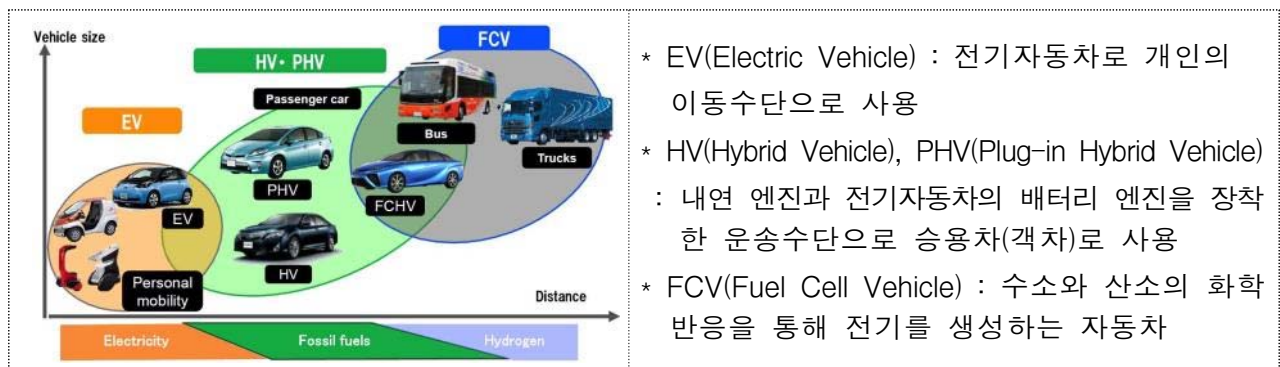 Vehicle size
FCV
HV・PHV
Passenger car
EV
Bus
Trucks
PHV
FCHV
EV
HV
Personal
mobility
Distance
Electricity
Fossil fuels
Hydrogen
* EV(Electric Vehicle) : 전기자동차로 개인의
이동수단으로 사용
* HV(Hybrid Vehicle), PHV(Plug-in Hybrid Vehicle)
: 내연 엔진과 전기자동차의 배터리 엔진을 장착
한 운송수단으로 승용차(객차)로 사용
* FCV(Fuel Cell Vehicle) : 수소와 산소의 화학
반응을 통해 전기를 생성하는 자동차